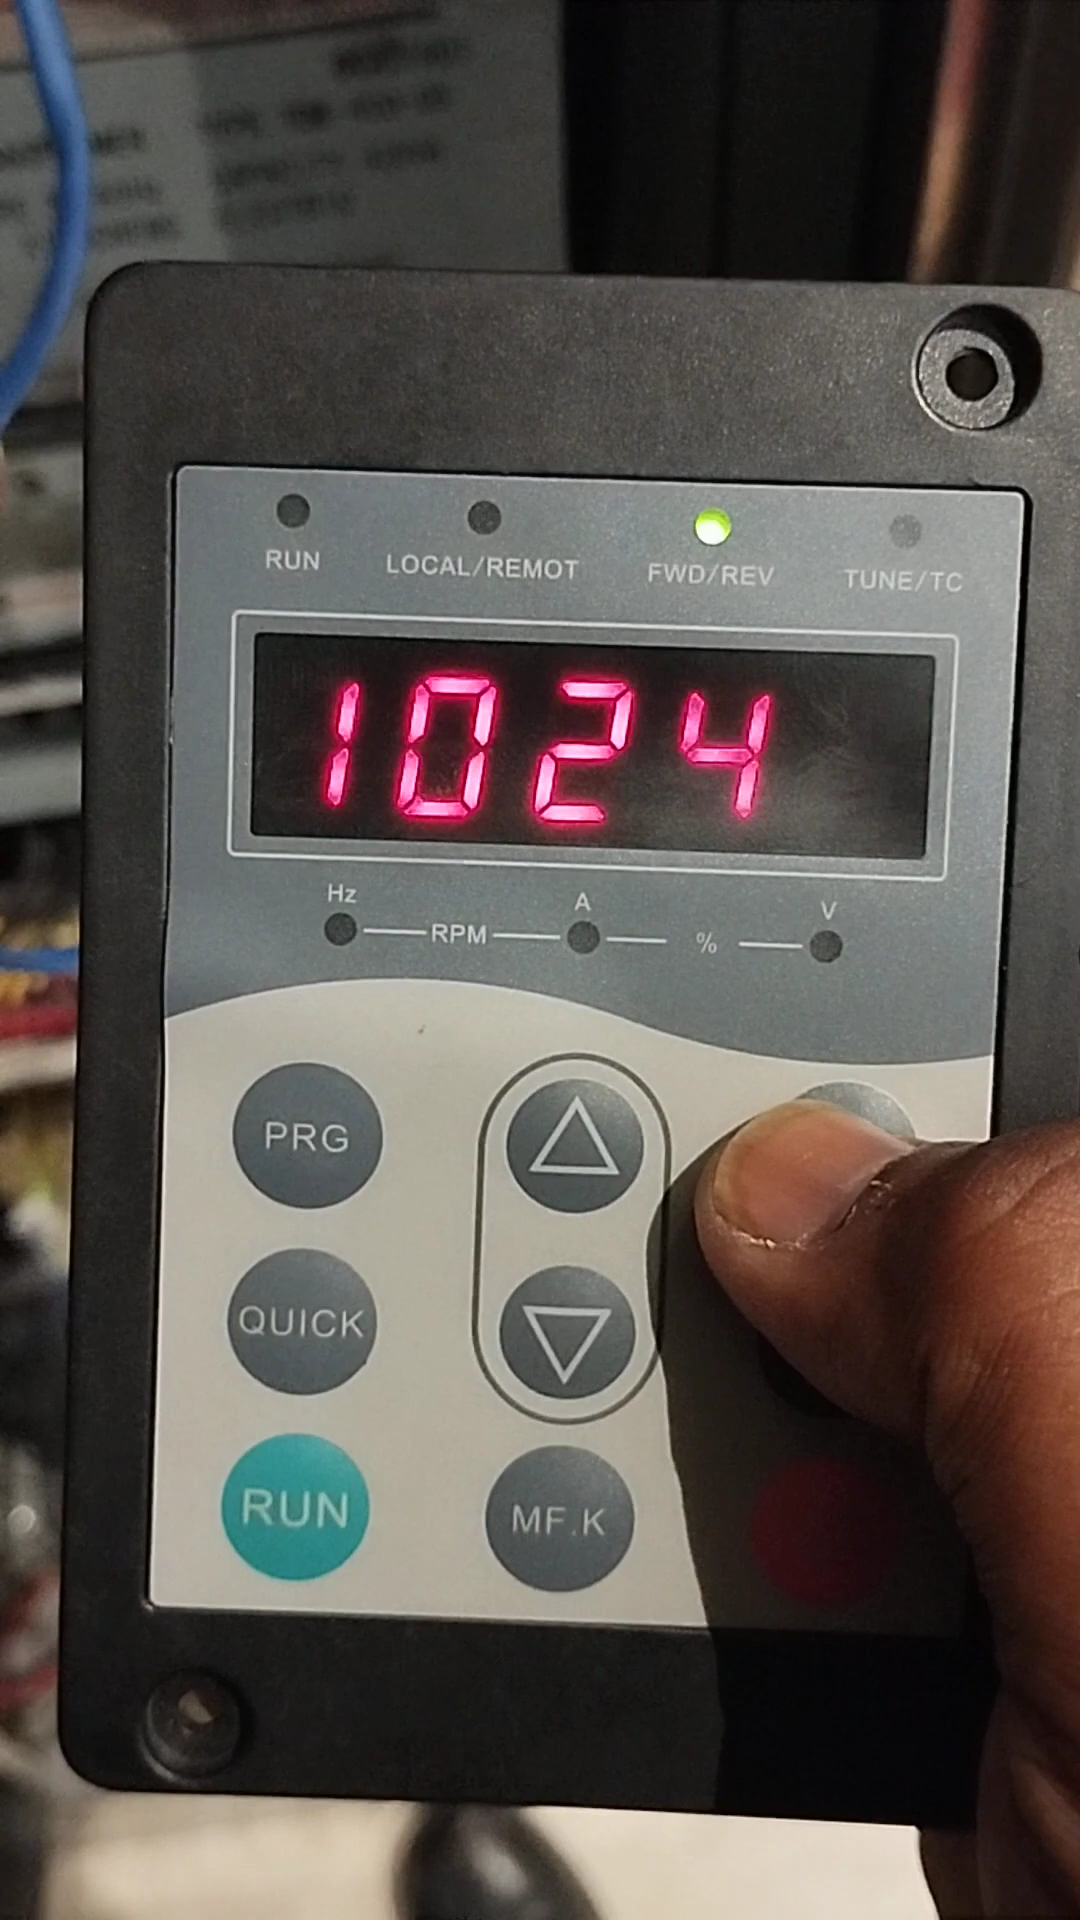 RUN LOCAL/REMOT FWD/REV TUNE/TC
1024
Hz A V
RPM %
PRG
QUICK
RUN MF.K